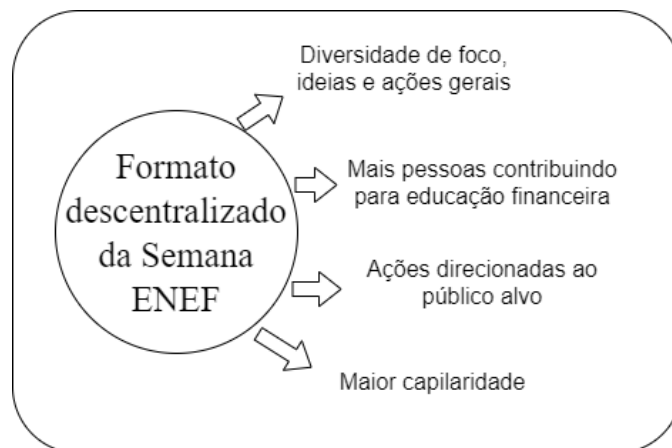 Formato
descentralizado
da Semana
ENEF
Diversidade de foco,
ideias e ações gerais
Mais pessoas contribuindo
para educação financeira
Ações direcionadas ao
público alvo
Maior capilaridade